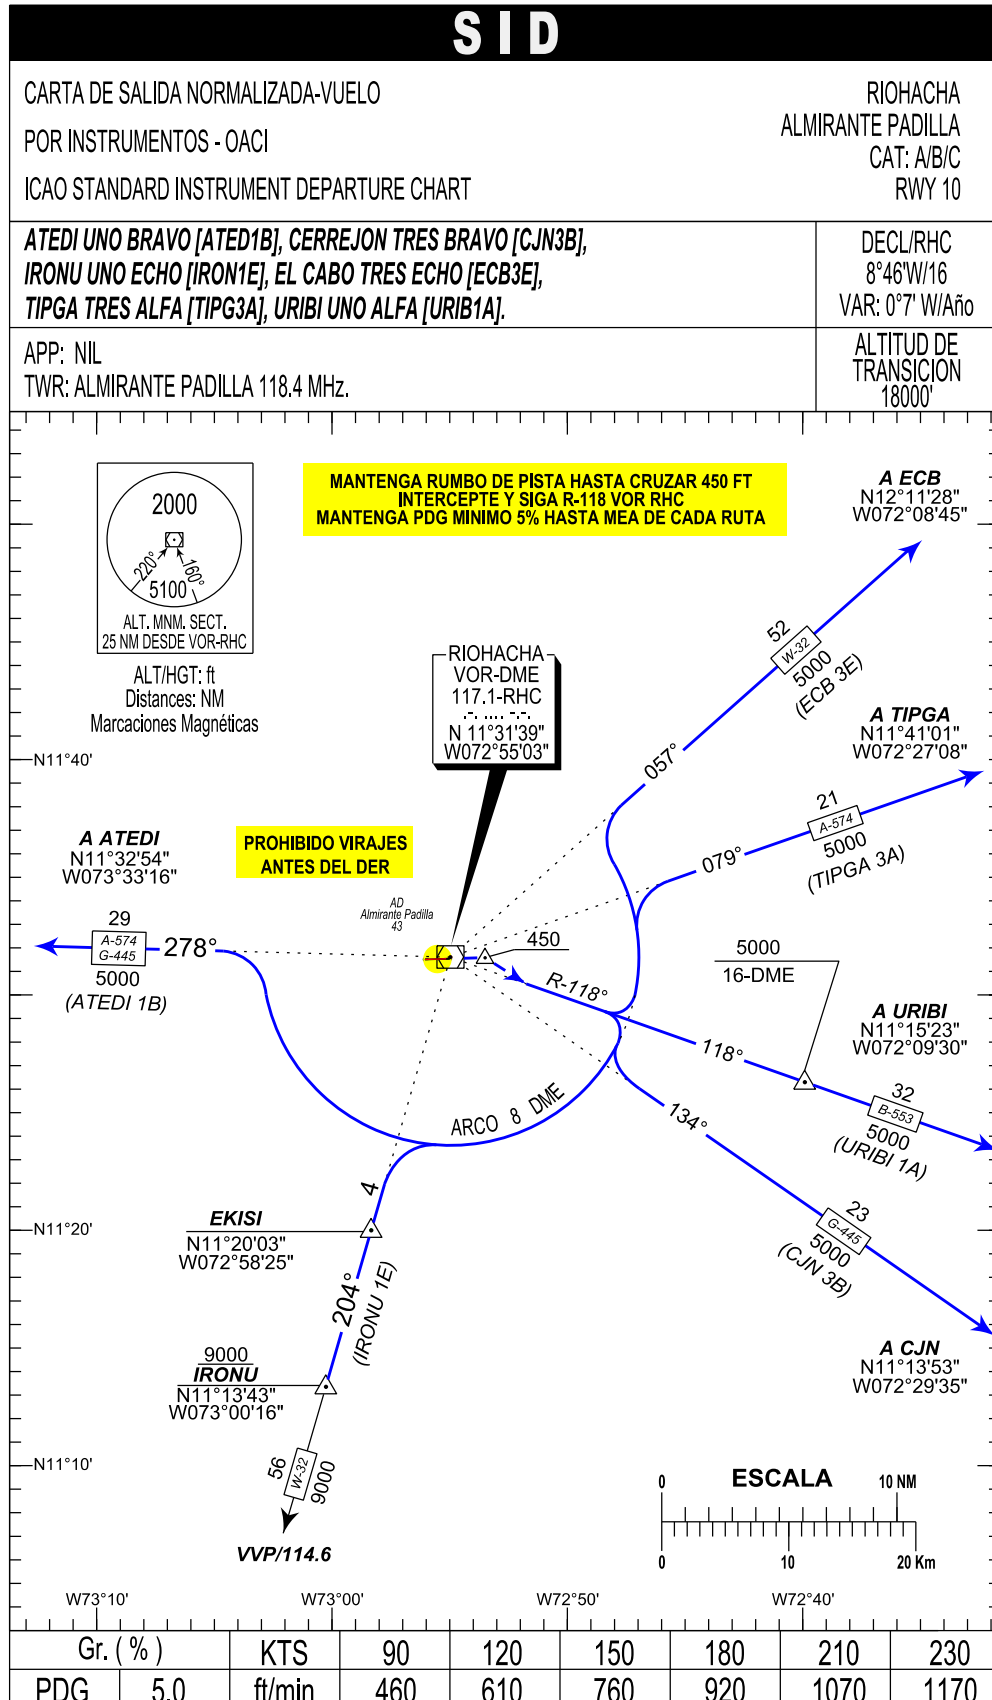 SID
CARTA DE SALIDA NORMALIZADA-VUELO
POR INSTRUMENTOS - OACI
ICAO STANDARD INSTRUMENT DEPARTURE CHART
RIOHACHA
ALMIRANTE PADILLA
CAT: A/B/C
RWY 10
ATEDI UNO BRAVO [ATED1B], CERREJON TRES BRAVO [CJN3B],
IRONU UNO ECHO [IRON1E], EL CABO TRES ECHO [ECB3E],
TIPGA TRES ALFA [TIPG3A], URIBI UNO ALFA [URIB1A].
DECL/RHC
8°46'W/16
VAR: 0°7' W/Año
APP: NIL
TWR: ALMIRANTE PADILLA 118.4 MHz.
ALTITUD DE
TRANSICION
18000'
MANTENGA RUMBO DE PISTA HASTA CRUZAR 450 FT
INTERCEPTE Y SIGA R-118 VOR RHC
MANTENGA PDG MINIMO 5% HASTA MEA DE CADA RUTA
2000
220°
160°
5100
ALT. MNM. SECT.
25 NM DESDE VOR-RHC
ALT/HGT: ft
Distances: NM
Marcaciones Magnéticas
A ECB
N12°11'28"
W072°08'45"
52
W-32
5000
(ECB 3E)
057°
RIOHACHA
VOR-DME
117.1-RHC
.-. .... -.-.
N 11°31'39"
W072°55'03"
A TIPGA
N11°41'01"
W072°27'08"
21
A-574
5000
(TIPGA 3A)
079°
N11°40'
PROHIBIDO VIRAJES
ANTES DEL DER
A ATEDI
N11°32'54"
W073°33'16"
29
A-574
G-445
5000
(ATEDI 1B)
278°
AD
Almirante Padilla
43
450
R-118°
5000
16-DME
A URIBI
N11°15'23"
W072°09'30"
118°
32
B-553
5000
(URIBI 1A)
ARCO 8 DME
134°
23
G-445
5000
(CJN 3B)
4
EKISI
N11°20'03"
W072°58'25"
N11°20'
204°
(IRONU 1E)
9000
IRONU
N11°13'43"
W073°00'16"
A CJN
N11°13'53"
W072°29'35"
N11°10'
56
W-32
9000
VVP/114.6
ESCALA
0
10 NM
0
10
20 Km
W73°10'
W73°00'
W72°50'
W72°40'
Gr. ( % ) KTS 90 120 150 180 210 230
PDG 5.0 ft/min 460 610 760 920 1070 1170